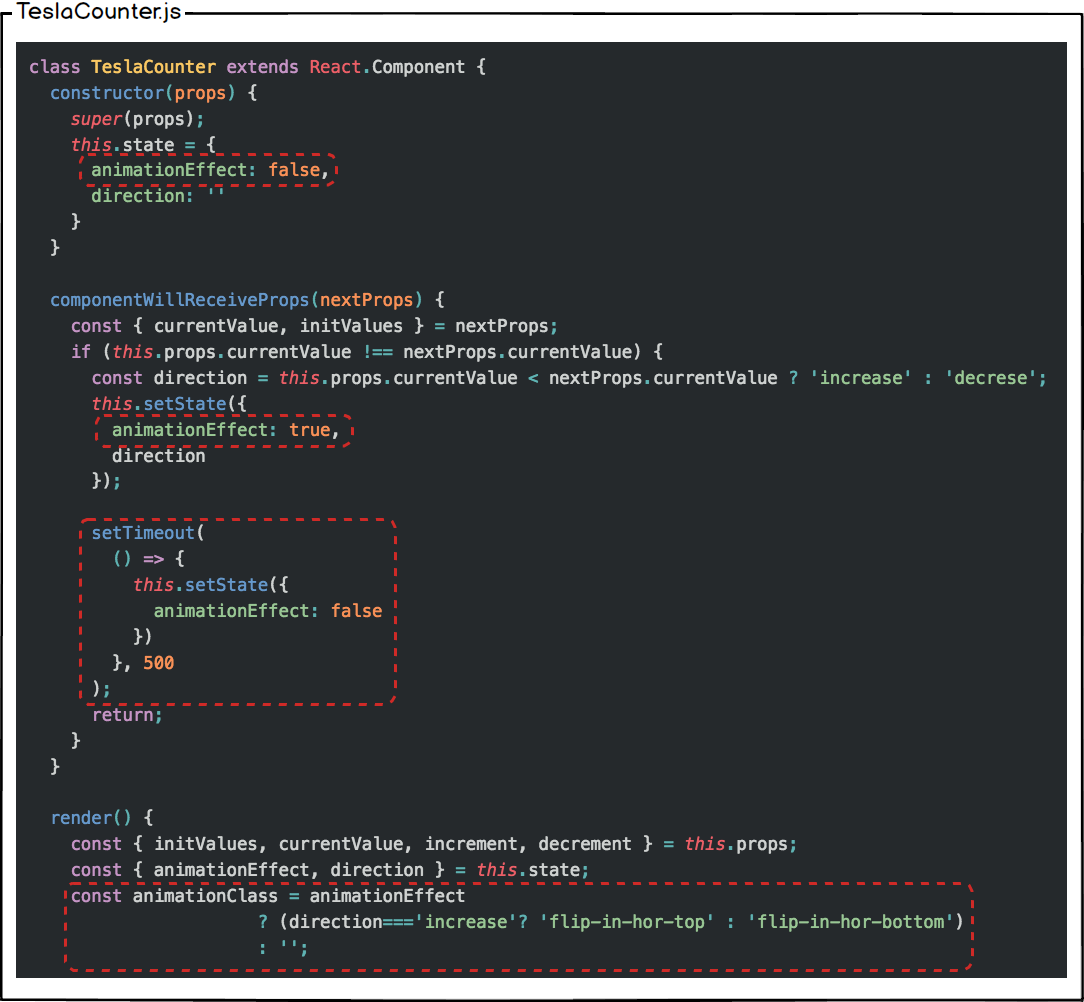 TeslaCounter.js
class TeslaCounter extends React.Component {
  constructor(props) {
    super(props);
    this.state = {
      animationEffect: false,
      direction: ''
    }
  }

  componentWillReceiveProps(nextProps) {
    const { currentValue, initValues } = nextProps;
    if (this.props.currentValue !== nextProps.currentValue) {
      const direction = this.props.currentValue < nextProps.currentValue ? 'increase' : 'decrese';
      this.setState({
        animationEffect: true,
        direction
      });

      setTimeout(
        () => {
          this.setState({
            animationEffect: false
          })
        }, 500
      );
      return;
    }
  }

  render() {
    const { initValues, currentValue, increment, decrement } = this.props;
    const { animationEffect, direction } = this.state;
    const animationClass = animationEffect
                      ? (direction==='increase'? 'flip-in-hor-top' : 'flip-in-hor-bottom')
                      : '';